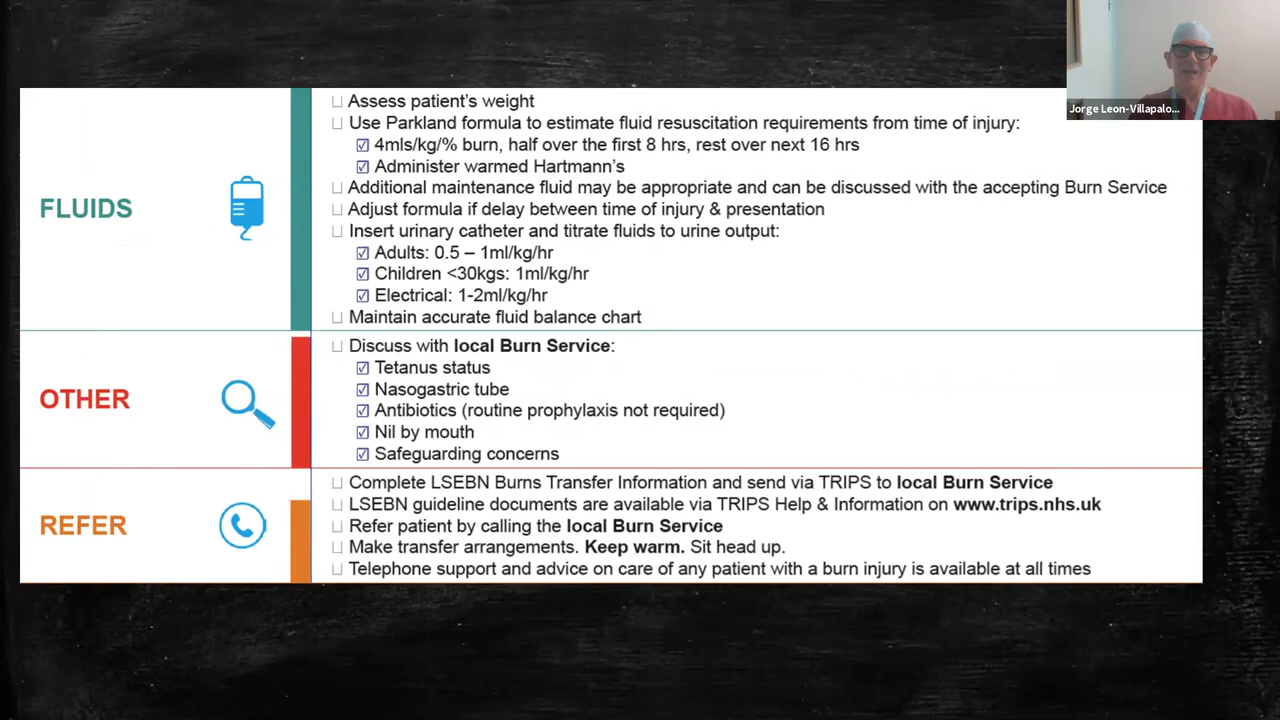 Jorge Leon-Villapalo...
FLUIDS
☐ Assess patient's weight
☐ Use Parkland formula to estimate fluid resuscitation requirements from time of injury:
☑ 4mls/kg/% burn, half over the first 8 hrs, rest over next 16 hrs
☑ Administer warmed Hartmann's
☐ Additional maintenance fluid may be appropriate and can be discussed with the accepting Burn Service
☐ Adjust formula if delay between time of injury & presentation
☐ Insert urinary catheter and titrate fluids to urine output:
☑ Adults: 0.5 – 1ml/kg/hr
☑ Children <30kgs: 1ml/kg/hr
☑ Electrical: 1-2ml/kg/hr
☐ Maintain accurate fluid balance chart
OTHER
☐ Discuss with local Burn Service:
☑ Tetanus status
☑ Nasogastric tube
☑ Antibiotics (routine prophylaxis not required)
☑ Nil by mouth
☑ Safeguarding concerns
REFER
☐ Complete LSEBN Burns Transfer Information and send via TRIPS to local Burn Service
☐ LSEBN guideline documents are available via TRIPS Help & Information on www.trips.nhs.uk
☐ Refer patient by calling the local Burn Service
☐ Make transfer arrangements. Keep warm. Sit head up.
☐ Telephone support and advice on care of any patient with a burn injury is available at all times